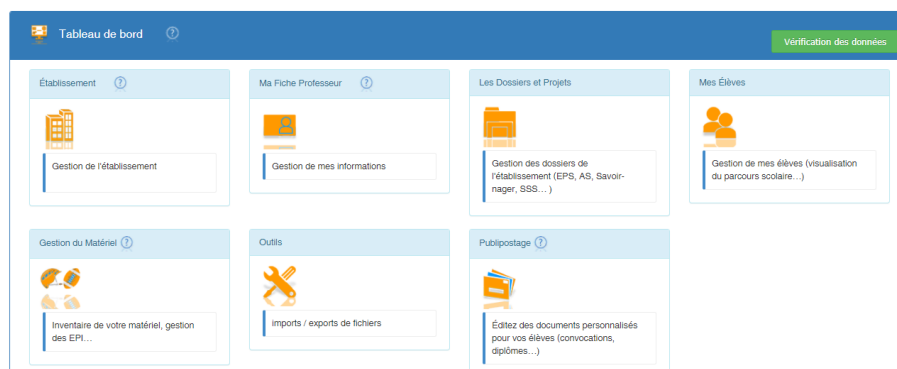 Tableau de bord
Vérification des données
Établissement
Gestion de l'établissement
Ma Fiche Professeur
Gestion de mes informations
Les Dossiers et Projets
Gestion des dossiers de
l'établissement (EPS, AS, Savoir-
nager, SSS... )
Mes Élèves
Gestion de mes élèves (visualisation
du parcours scolaire...)
Gestion du Matériel
Inventaire de votre matériel, gestion
des EPI...
Outils
imports / exports de fichiers
Publipostage
Éditez des documents personnalisés
pour vos élèves (convocations,
diplômes...)